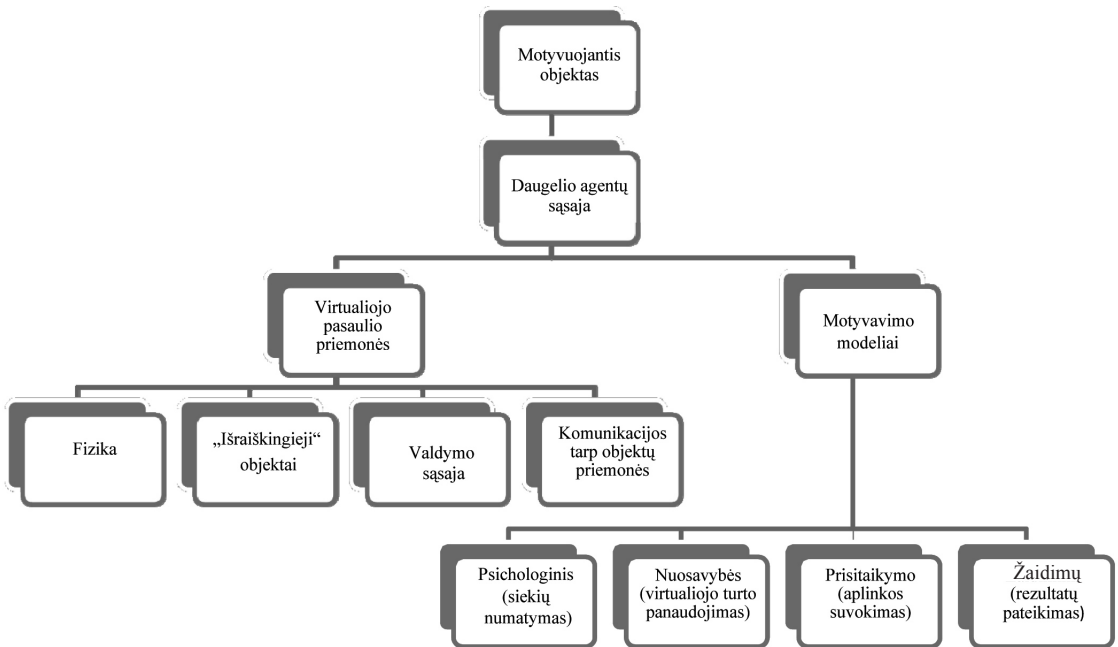 Motyvuojantis
objektas
Daugelio agentų
sąsaja
Virtualiojo
pasaulio
priemonės
Motyvavimo
modeliai
Fizika
„Išraiškingieji“
objektai
Valdymo
sąsaja
Komunikacijos
tarp objektų
priemonės
Psichologinis
(siekių
numatymas)
Nuosavybės
(virtualiojo turto
panaudojimas)
Prisitaikymo
(aplinkos
suvokimas)
Žaidimų
(rezultatų
pateikimas)